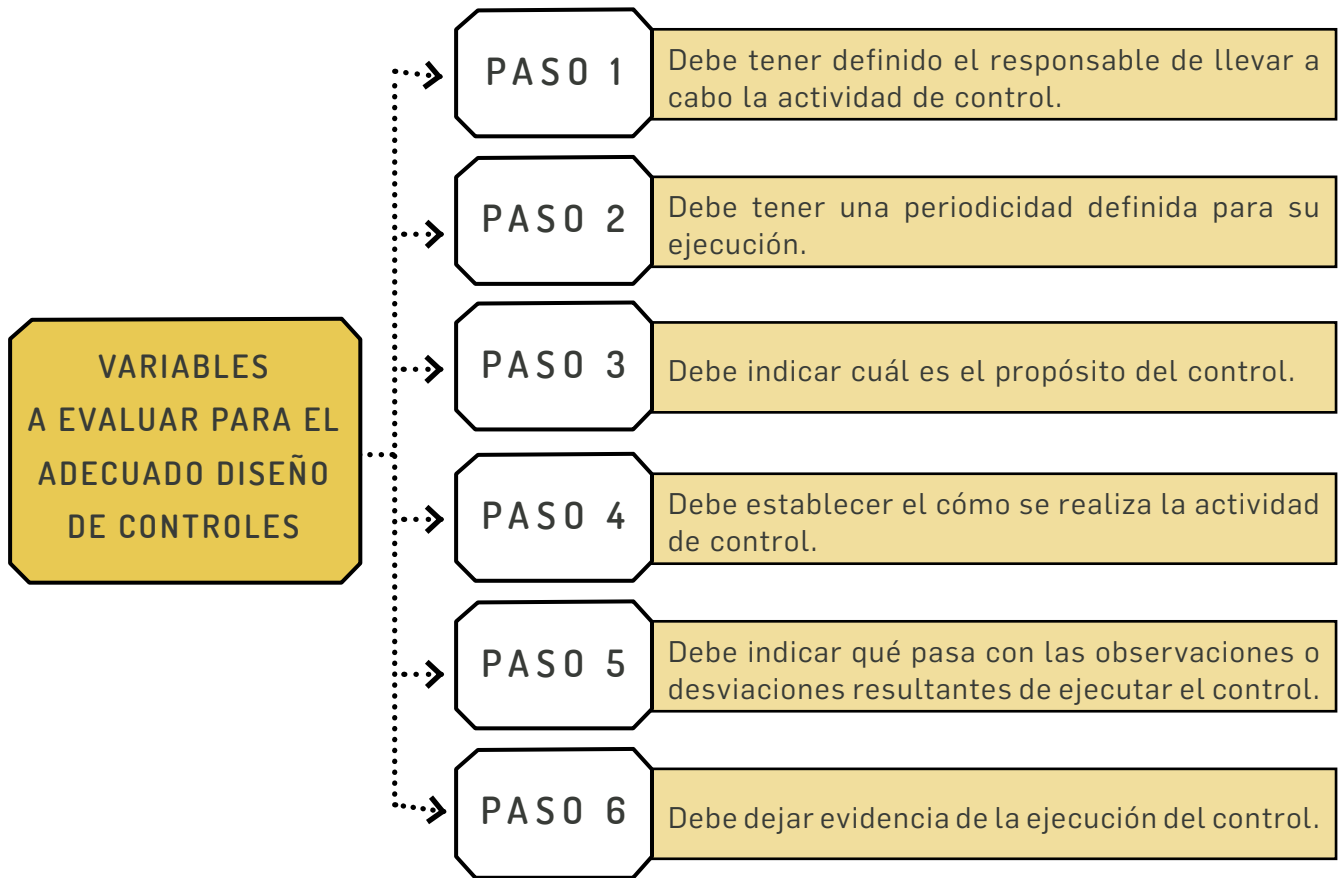 VARIABLES
A EVALUAR PARA EL
ADECUADO DISEÑO
DE CONTROLES
PASO 1
Debe tener definido el responsable de llevar a
cabo la actividad de control.
PASO 2
Debe tener una periodicidad definida para su
ejecución.
PASO 3
Debe indicar cuál es el propósito del control.
PASO 4
Debe establecer el cómo se realiza la actividad
de control.
PASO 5
Debe indicar qué pasa con las observaciones o
desviaciones resultantes de ejecutar el control.
PASO 6
Debe dejar evidencia de la ejecución del control.